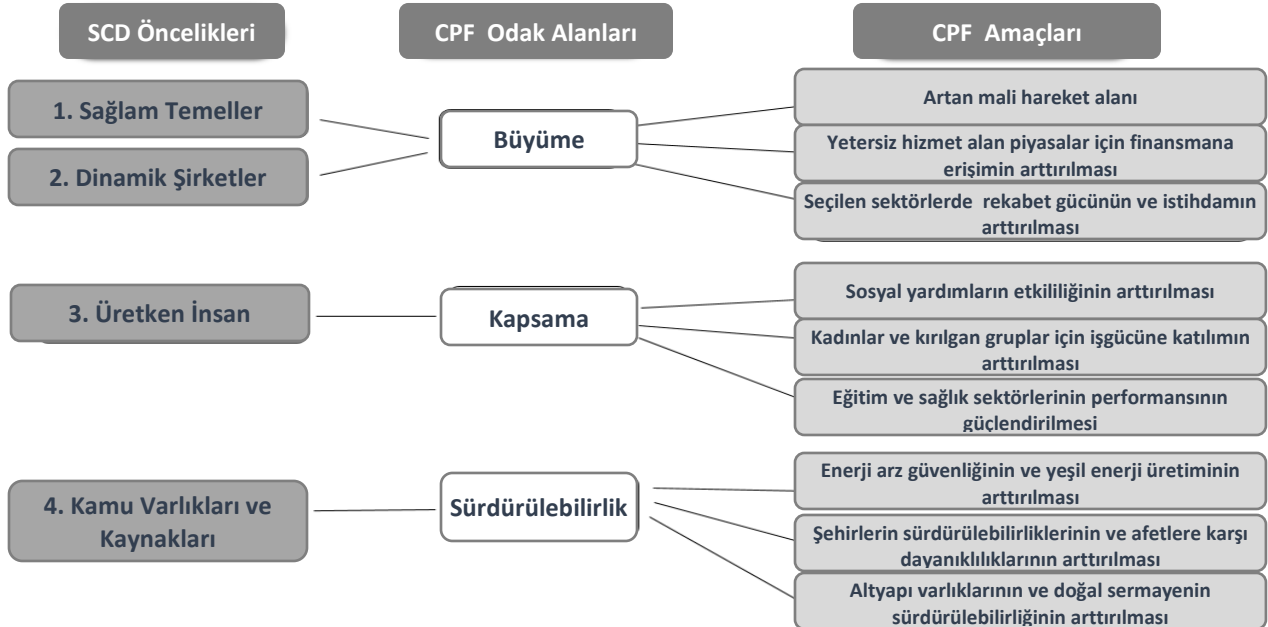 SCD Öncelikleri
CPF Odak Alanları
CPF Amaçları
1. Sağlam Temeller
2. Dinamik Şirketler
Büyüme
Artan mali hareket alanı
Yetersiz hizmet alan piyasalar için finansmana
erişimin arttırılması
Seçilen sektörlerde rekabet gücünün ve istihdamın
arttırılması
3. Üretken İnsan
Kapsama
Sosyal yardımların etkililiğinin arttırılması
Kadınlar ve kırılgan gruplar için işgücüne katılımın
arttırılması
Eğitim ve sağlık sektörlerinin performansının
güçlendirilmesi
4. Kamu Varlıkları ve
Kaynakları
Sürdürülebilirlik
Enerji arz güvenliğinin ve yeşil enerji üretiminin
arttırılması
Şehirlerin sürdürülebilirliklerinin ve afetlere karşı
dayanıklılıklarının arttırılması
Altyapı varlıklarının ve doğal sermayenin
sürdürülebilirliğinin arttırılması